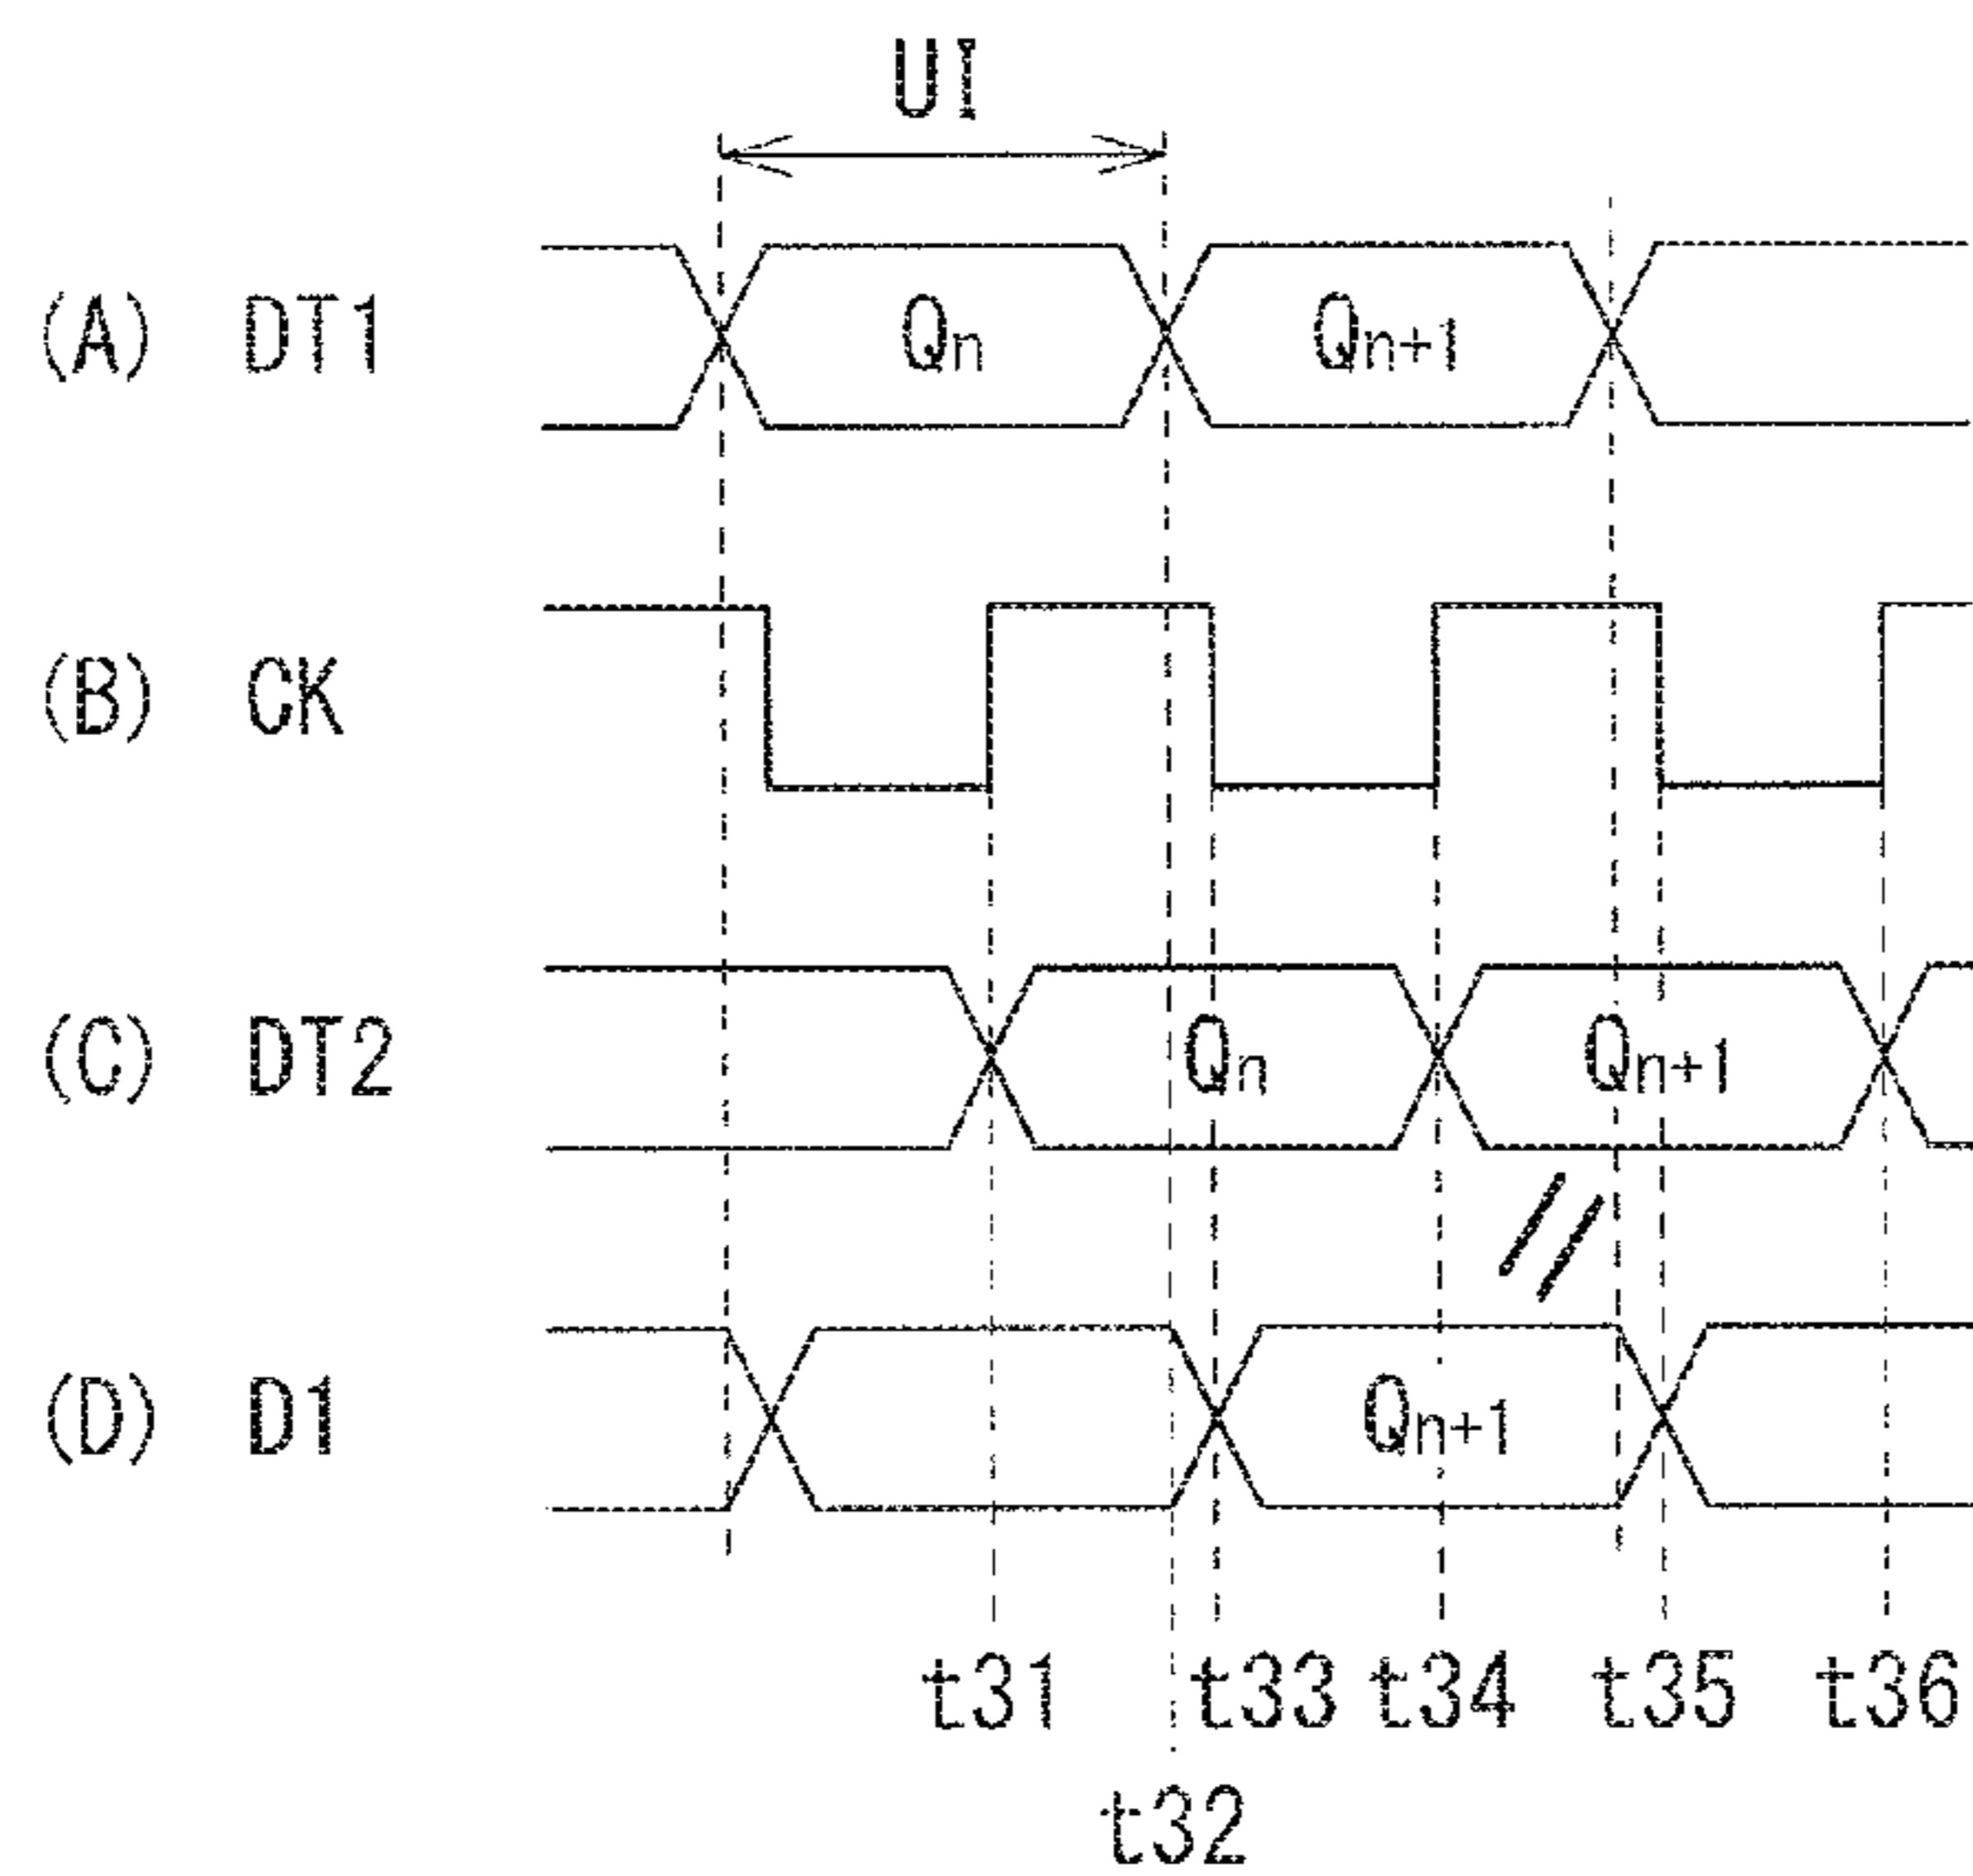 UI
(A) DT1 Qn Qn+1
(B) CK
(C) DT2 Qn Qn+1
(D) D1 Qn+1
t31 t33 t34 t35 t36
t32